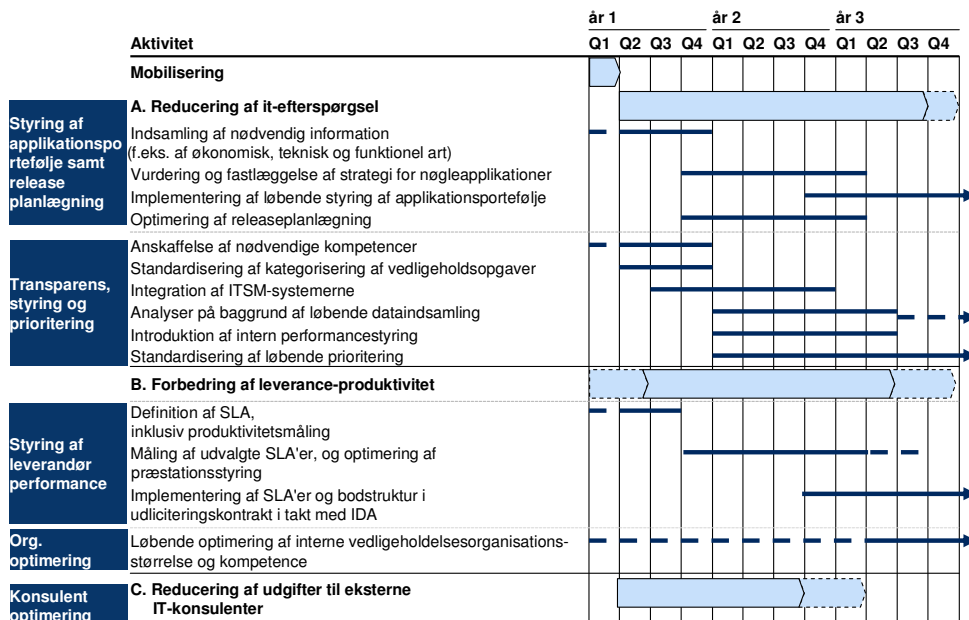 år 1 år 2 år 3
Aktivitet Q1 Q2 Q3 Q4 Q1 Q2 Q3 Q4 Q1 Q2 Q3 Q4
Mobilisering
Styring af
applikationspo
rtefølje samt
release
planlægning
A. Reducering af it-efterspørgsel
Indsamling af nødvendig information
(f.eks. af økonomisk, teknisk og funktionel art)
Vurdering og fastlæggelse af strategi for nøgleapplikationer
Implementering af løbende styring af applikationsportefølje
Optimering af releaseplanlægning
Transparens,
styring og
prioritering
Anskaffelse af nødvendige kompetencer
Standardisering af kategorisering af vedligeholdsopgaver
Integration af ITSM-systemerne
Analyser på baggrund af løbende dataindsamling
Introduktion af intern performancestyring
Standardisering af løbende prioritering
B. Forbedring af leverance-produktivitet
Styring af
leverandør
performance
Definition af SLA,
inklusiv produktivitetsmåling
Måling af udvalgte SLA'er, og optimering af
præstationsstyring
Implementering af SLA'er og bodstruktur i
udliciteringskontrakt i takt med IDA
Org.
optimering
Løbende optimering af interne vedligeholdelsesorganisations-
størrelse og kompetence
Konsulent
optimering
C. Reducering af udgifter til eksterne
IT-konsulenter